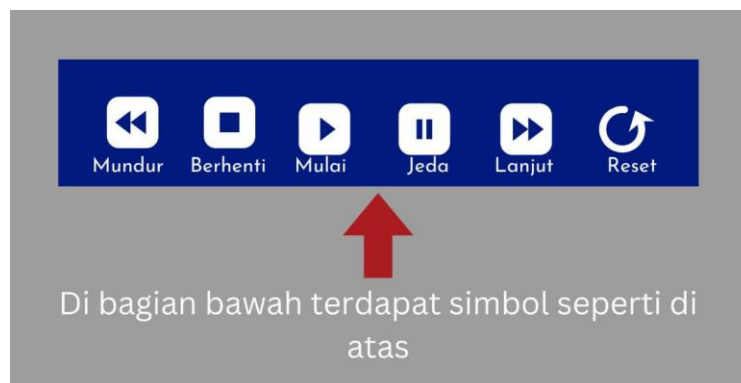 Mundur Berhenti Mulai Jeda Lanjut Reset
Di bagian bawah terdapat simbol seperti di
atas